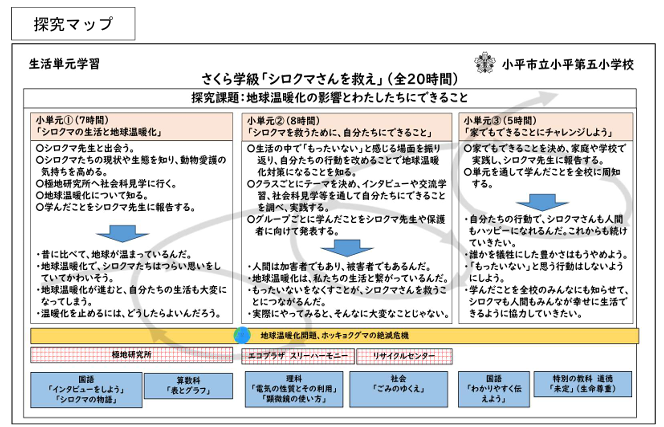 探究マップ
生活単元学習
小平市立小平第五小学校
さくら学級「シロクマさんを救え」（全20時間）
探究課題：地球温暖化の影響とわたしたちにできること
小単元①（7時間）
「シロクマの生活と地球温暖化」
〇シロクマ先生と出会う。
〇シロクマたちの現状や生態を知り、動物愛護の
気持ちを高める。
〇極地研究所へ社会科見学に行く。
〇地球温暖化について知る。
〇学んだことをシロクマ先生に報告する。
・昔に比べて、地球が温まっているんだ。
・地球温暖化で、シロクマたちはつらい思いをし
ていてかわいそう。
・地球温暖化が進むと、自分たちの生活も大変に
なってしまう。
・温暖化を止めるには、どうしたらよいんだろう。
小単元②（8時間）
「シロクマを救うために、自分たちにできること」
〇生活の中で「もったいない」と感じる場面を振
り返り、自分たちの行動を改めることで地球温暖
化対策になることを知る。
〇クラスごとにテーマを決め、インタビューや交流学
習、社会科見学等を通して自分たちにできること
を調べ、実践する。
〇グループごとに学んだことをシロクマ先生や保護
者に向けて発表する。
・人間は加害者でもあり、被害者でもあるんだ。
・地球温暖化は、私たちの生活と繋がっているんだ。
・もったいないをなくすことが、シロクマさんを救うこ
とにつながるんだ。
・実際にやってみると、そんなに大変なことじゃない。
小単元③（5時間）
「家でもできることにチャレンジしよう」
〇家でもできることを決め、家庭や学校で
実践し、シロクマ先生に報告する。
〇単元を通して学んだことを全校に周知
する。
・自分たちの行動で、シロクマさんも人間
もハッピーになれるんだ。これからも続け
ていきたい。
・誰かを犠牲にした豊かさはもうやめよう。
・「もったいない」と思う行動はしないよう
にしよう。
・学んだことを全校のみんなにも知らせて、
シロクマも人間もみんなが幸せに生活で
きるように協力していきたい。
地球温暖化問題、ホッキョクグマの絶滅危機
極地研究所
エコプラザ スリーハーモニー
リサイクルセンター
国語
「インタビューをしよう」
「シロクマの物語」
算数科
「表とグラフ」
理科
「電気の性質とその利用」
「顕微鏡の使い方」
社会
「ごみのゆくえ」
国語
「わかりやすく伝
えよう」
特別の教科 道徳
「未定」（生命尊重）